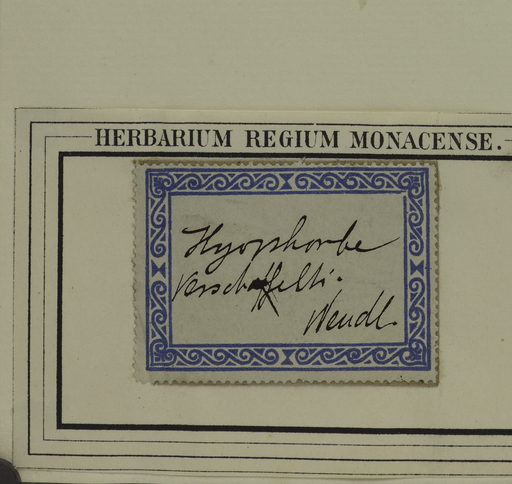 HERBARIUM REGIUM MONACENSE.
Hyophorbe
Verschaffelti.
Wendl.